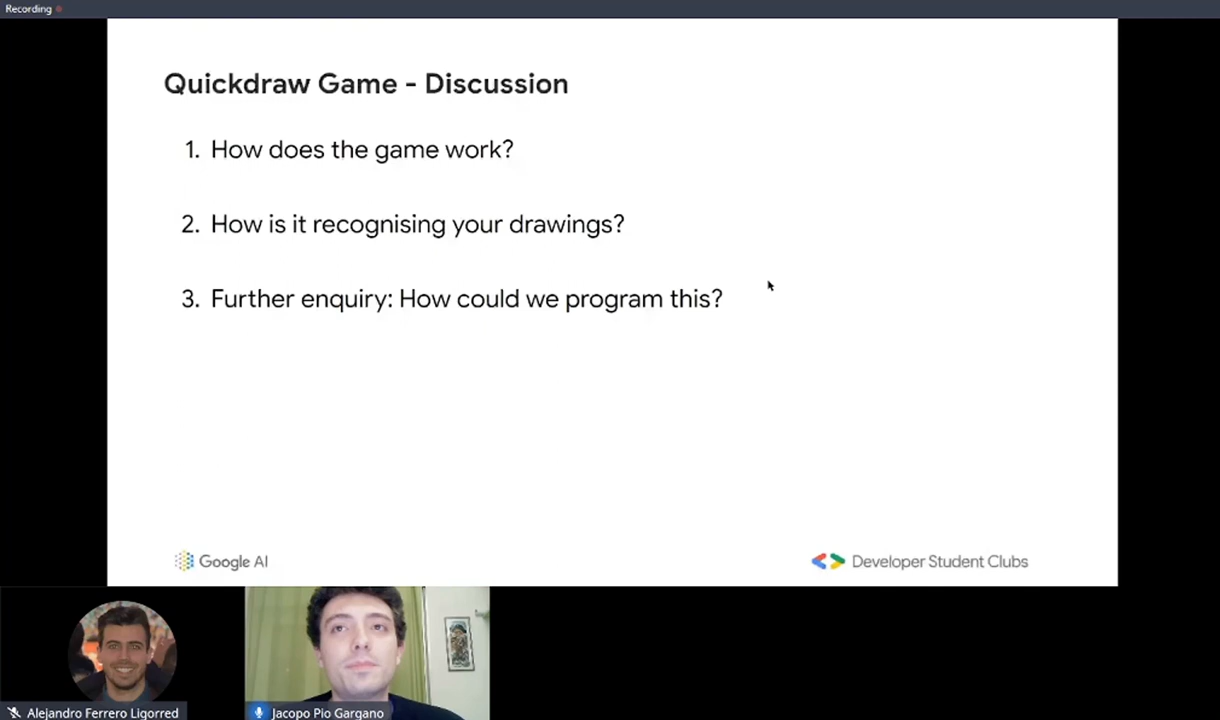 Recording
Quickdraw Game - Discussion
1. How does the game work?
2. How is it recognising your drawings?
3. Further enquiry: How could we program this?
Google AI
Developer Student Clubs
Alejandro Ferrero Ligorred
Jacopo Pio Gargano